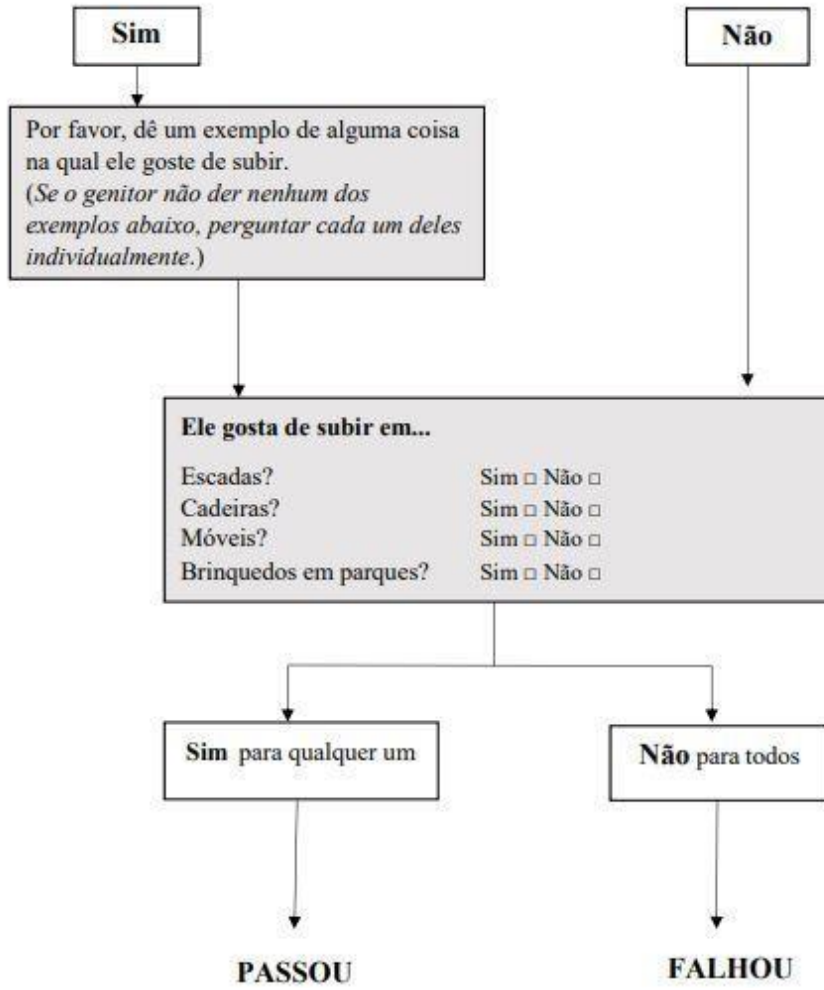 Sim
Não
Por favor, dê um exemplo de alguma coisa
na qual ele goste de subir.
(Se o genitor não der nenhum dos
exemplos abaixo, perguntar cada um deles
individualmente.)
Ele gosta de subir em...
Escadas? Sim □ Não □
Cadeiras? Sim □ Não □
Móveis? Sim □ Não □
Brinquedos em parques? Sim □ Não □
Sim para qualquer um
Não para todos
PASSOU
FALHOU